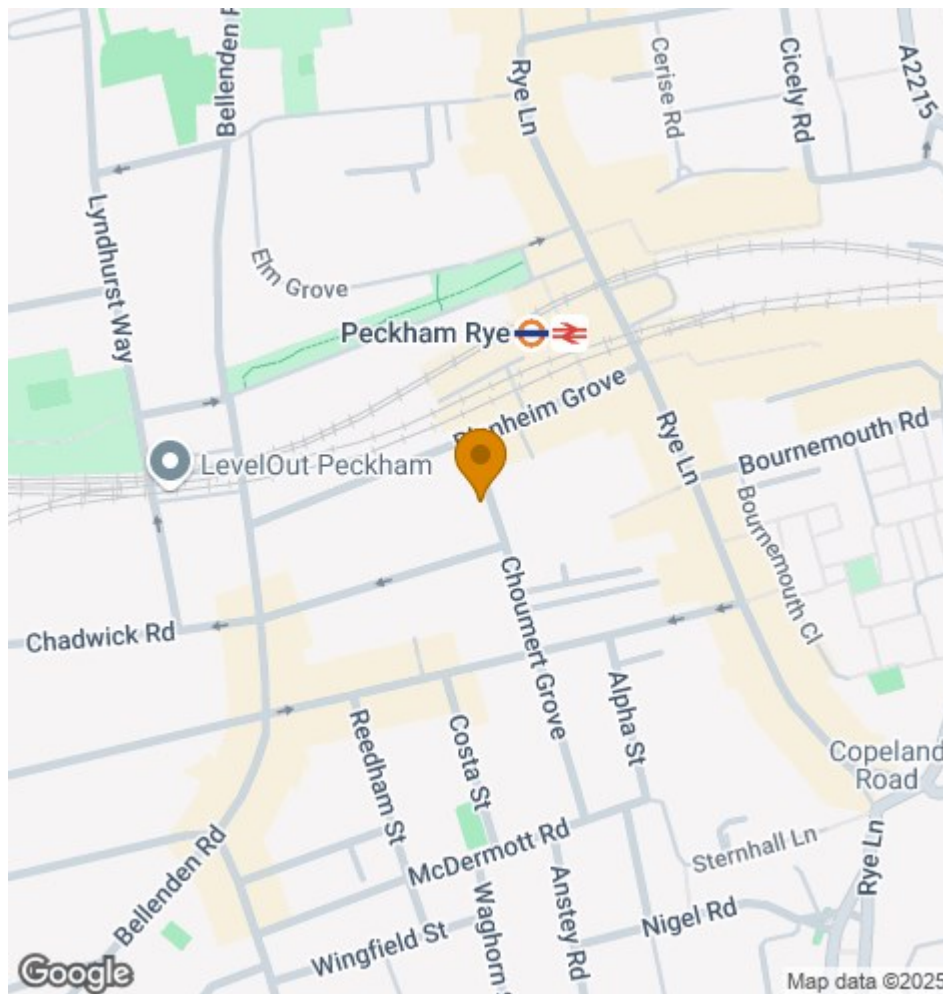 Bellenden R
Rye Ln
Cerise Rd
Cicely Rd
A2215
Lyndhurst Way
Elm Grove
Peckham Rye
Blenheim Grove
LevelOut Peckham
Rye Ln
Bournemouth Rd
Bournemouth Cl
Chadwick Rd
Choumert Grove
Alpha St
Reedham St
Costa St
Copeland
Road
McDermott Rd
Sternhall Ln
Rye Ln
Bellenden Rd
Waghorn S
Anstey Rd
Nigel Rd
Wingfield St
Google
Map data ©2025